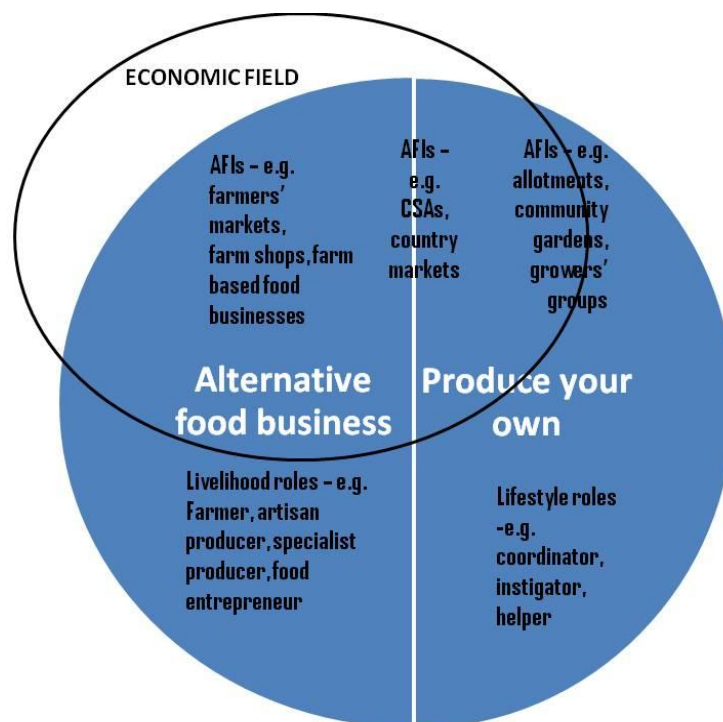 ECONOMIC FIELD
AFIs – e.g.
farmers'
markets,
farm shops, farm
based food
businesses
AFIs –
e.g.
CSAs,
country
markets
AFIs – e.g.
allotments,
community
gardens,
growers'
groups
Alternative
food business
Produce your
own
Livelihood roles – e.g.
Farmer, artisan
producer, specialist
producer, food
entrepreneur
Lifestyle roles
-e.g.
coordinator,
instigator,
helper